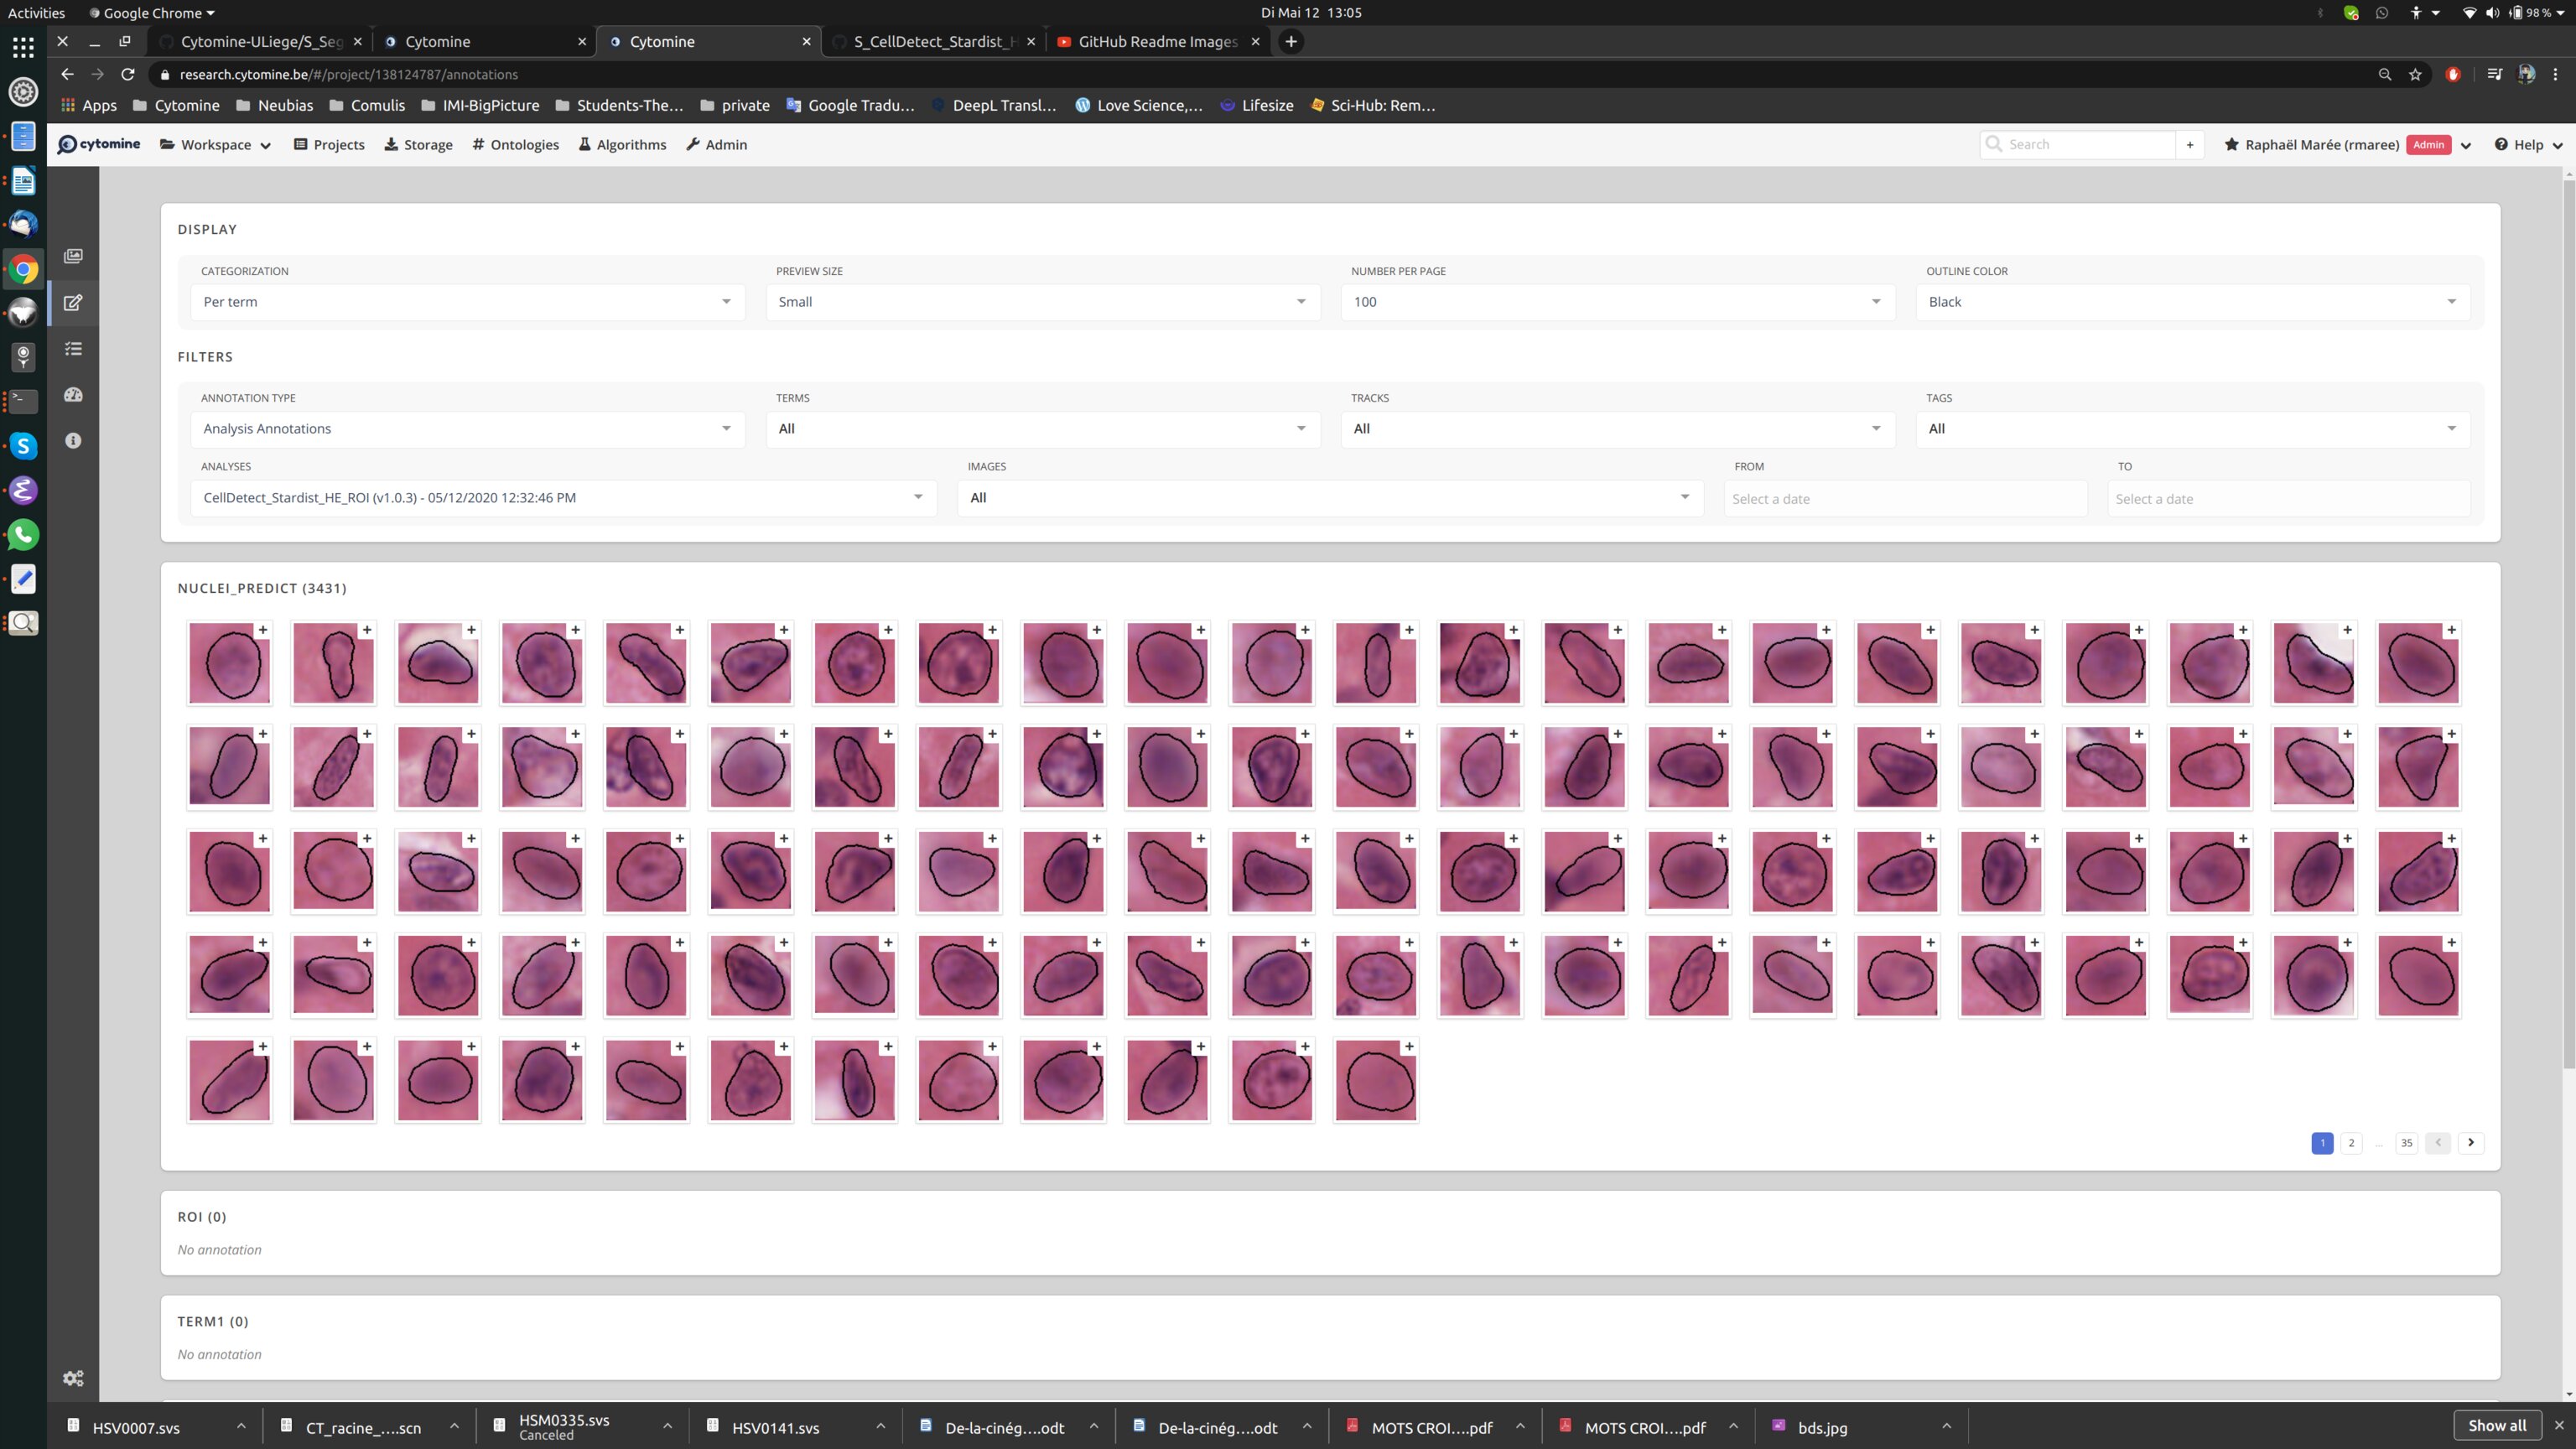 Activities Google Chrome Di Mai 12 13:05 98 %
Cytomine-ULiege/S_Seg Cytomine Cytomine S_CellDetect_Stardist_H GitHub Readme Images
research.cytomine.be/#/project/138124787/annotations
Apps Cytomine Neubias Comulis IMI-BigPicture Students-The... private Google Tradu... DeepL Transl... Love Science,... Lifesize Sci-Hub: Rem...
cytomine Workspace Projects Storage # Ontologies Algorithms Admin Search + Raphaël Marée (rmaree) Admin Help
DISPLAY
CATEGORIZATION PREVIEW SIZE NUMBER PER PAGE OUTLINE COLOR
Per term Small 100 Black
FILTERS
ANNOTATION TYPE TERMS TRACKS TAGS
Analysis Annotations All All All
ANALYSES IMAGES FROM TO
CellDetect_Stardist_HE_ROI (v1.0.3) - 05/12/2020 12:32:46 PM All Select a date Select a date
NUCLEI_PREDICT (3431)
1 2 ... 35
ROI (0)
No annotation
TERM1 (0)
No annotation
HSV0007.svs CT_racine_....scn HSM0335.svs HSV0141.svs De-la-cinég....odt De-la-cinég....odt MOTS CROI....pdf MOTS CROI....pdf bds.jpg Show all
Canceled